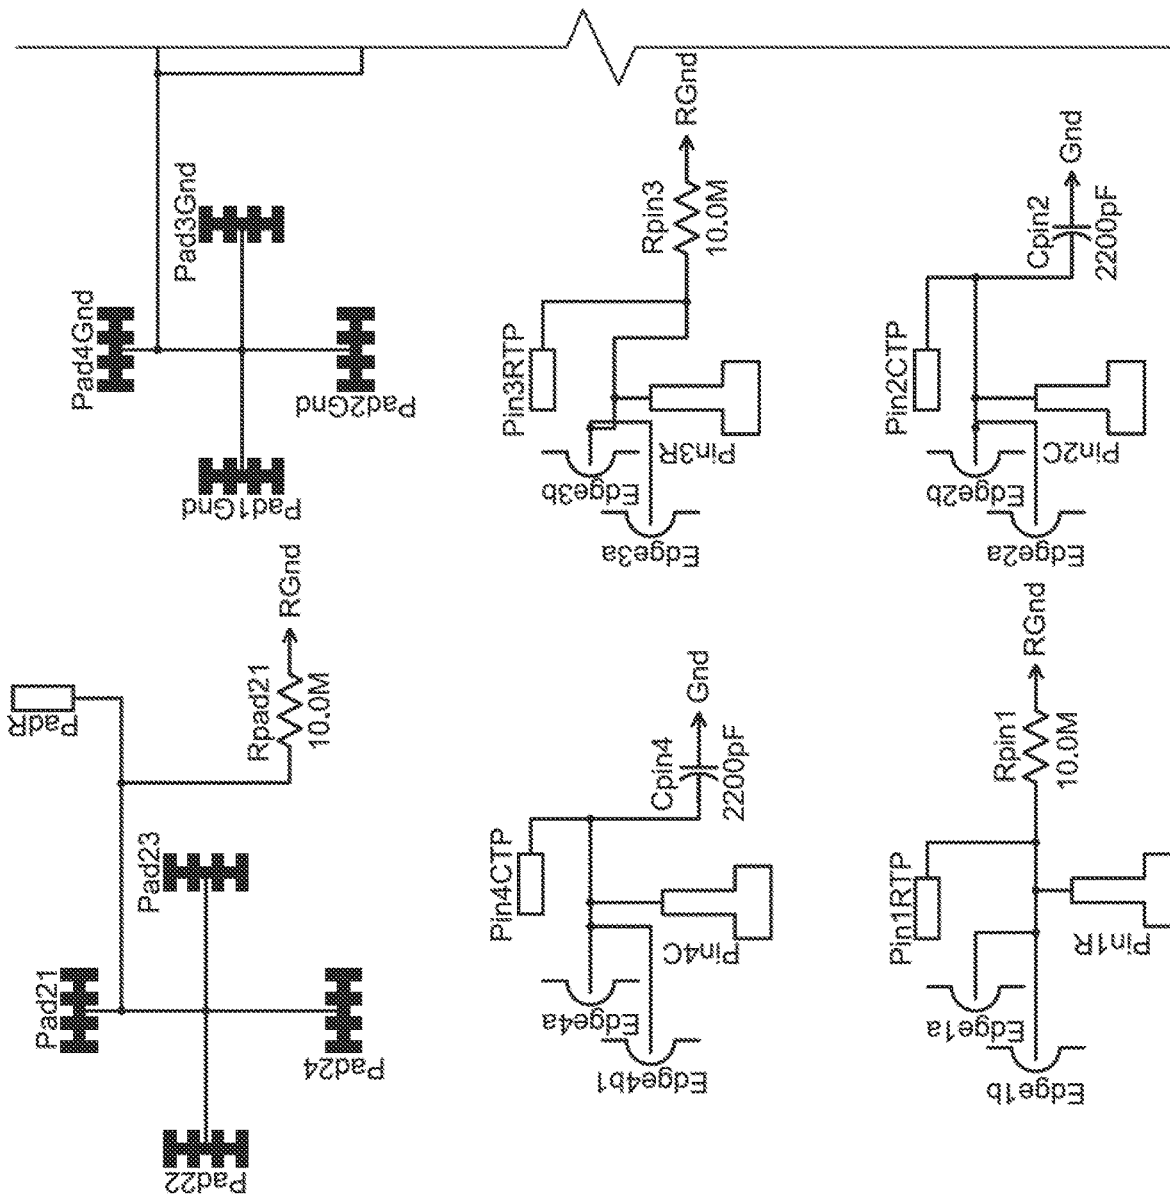 Pad4Gnd
Pad3Gnd
Pad2Gnd
Pad1Gnd
Pin3RTP
Rpin3
10.0M
RGnd
Pin3R
Edge3b
Edge3a
Pin2CTP
Cpin2
2200pF
Gnd
Pin2C
Edge2b
Edge2a
PadR
Pad21
Pad23
Rpad21
10.0M
RGnd
Pad24
Pad22
Pin4CTP
Cpin4
2200pF
Gnd
Pin4C
Edge4a
Edge4b1
Pin1RTP
Rpin1
10.0M
RGnd
Pin1R
Edge1a
Edge1b